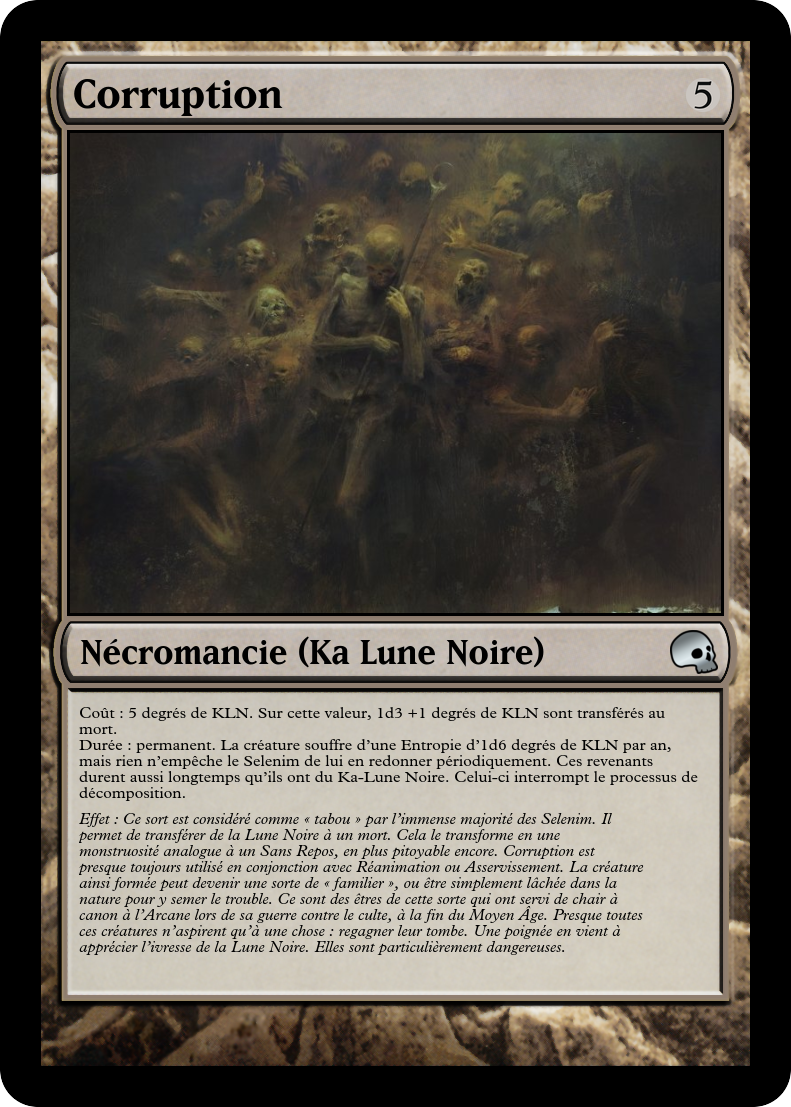 Corruption
5
Nécromancie (Ka Lune Noire)
Coût : 5 degrés de KLN. Sur cette valeur, 1d3 +1 degrés de KLN sont transférés au
mort.
Durée : permanent. La créature souffre d’une Entropie d’1d6 degrés de KLN par an,
mais rien n’empêche le Selenim de lui en redonner périodiquement. Ces revenants
durent aussi longtemps qu’ils ont du Ka-Lune Noire. Celui-ci interrompt le processus de
décomposition.
Effet : Ce sort est considéré comme « tabou » par l’immense majorité des Selenim. Il
permet de transférer de la Lune Noire à un mort. Cela le transforme en une
monstruosité analogue à un Sans Repos, en plus pitoyable encore. Corruption est
presque toujours utilisé en conjonction avec Réanimation ou Asservissement. La créature
ainsi formée peut devenir une sorte de « familier », ou être simplement lâchée dans la
nature pour y semer le trouble. Ce sont des êtres de cette sorte qui ont servi de chair à
canon à l’Arcane lors de sa guerre contre le culte, à la fin du Moyen Âge. Presque toutes
ces créatures n’aspirent qu’à une chose : regagner leur tombe. Une poignée en vient à
apprécier l’ivresse de la Lune Noire. Elles sont particulièrement dangereuses.